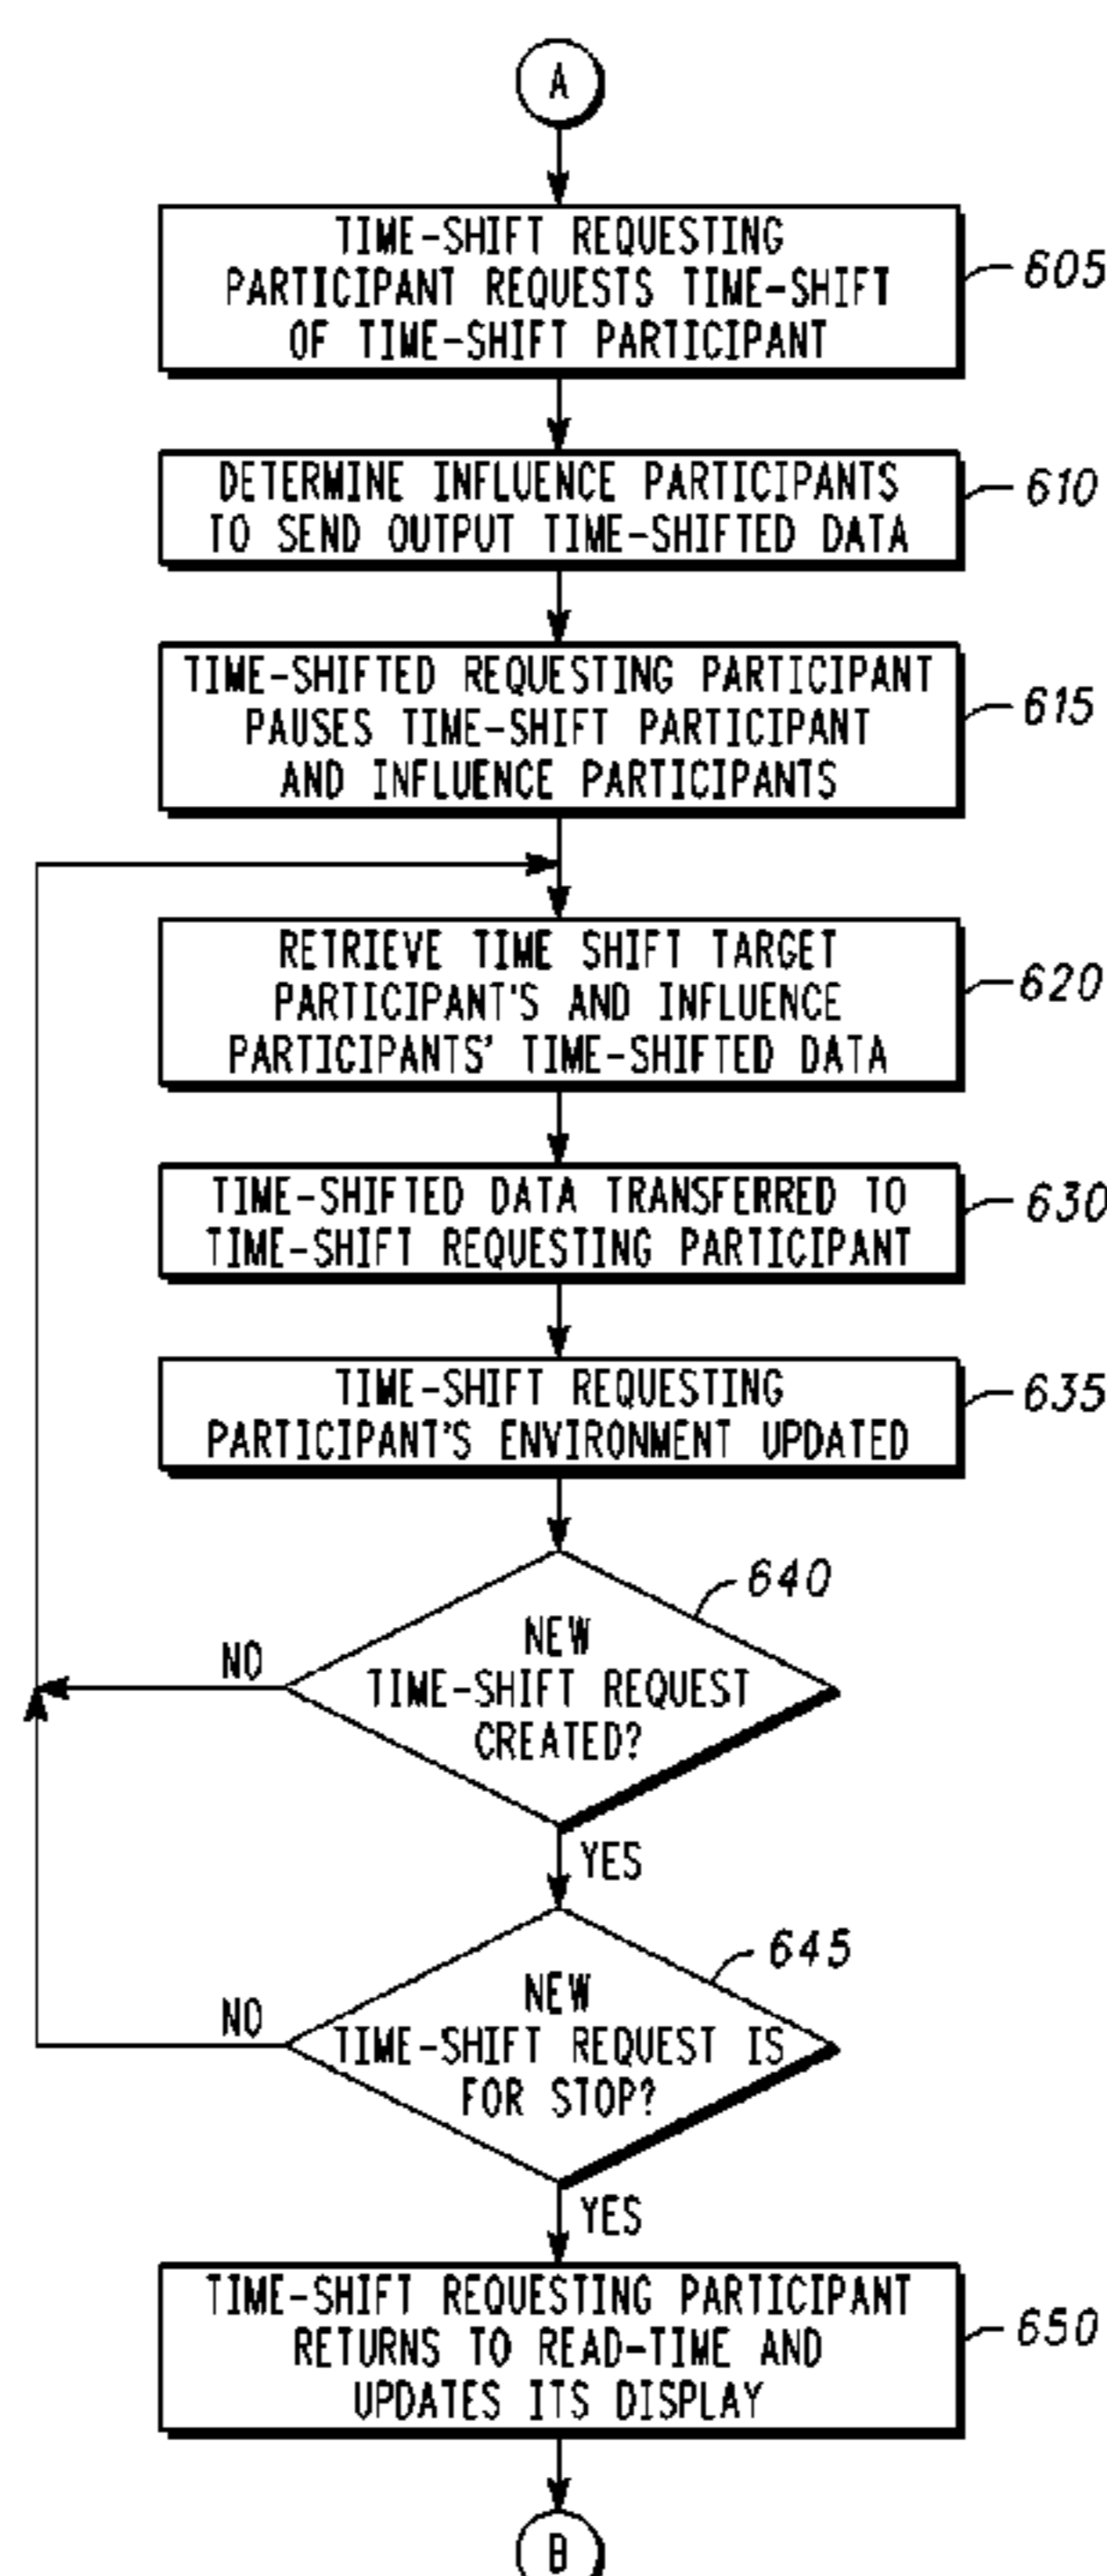 A
TIME-SHIFT REQUESTING
PARTICIPANT REQUESTS TIME-SHIFT
OF TIME-SHIFT PARTICIPANT
605
DETERMINE INFLUENCE PARTICIPANTS
TO SEND OUTPUT TIME-SHIFTED DATA
610
TIME-SHIFTED REQUESTING PARTICIPANT
PAUSES TIME-SHIFT PARTICIPANT
AND INFLUENCE PARTICIPANTS
615
RETRIEVE TIME SHIFT TARGET
PARTICIPANT'S AND INFLUENCE
PARTICIPANTS' TIME-SHIFTED DATA
620
TIME-SHIFTED DATA TRANSFERRED TO
TIME-SHIFT REQUESTING PARTICIPANT
630
TIME-SHIFT REQUESTING
PARTICIPANT'S ENVIRONMENT UPDATED
635
640
NO
NEW
TIME-SHIFT REQUEST
CREATED?
YES
645
NO
NEW
TIME-SHIFT REQUEST IS
FOR STOP?
YES
TIME-SHIFT REQUESTING PARTICIPANT
RETURNS TO READ-TIME AND
UPDATES ITS DISPLAY
650
B